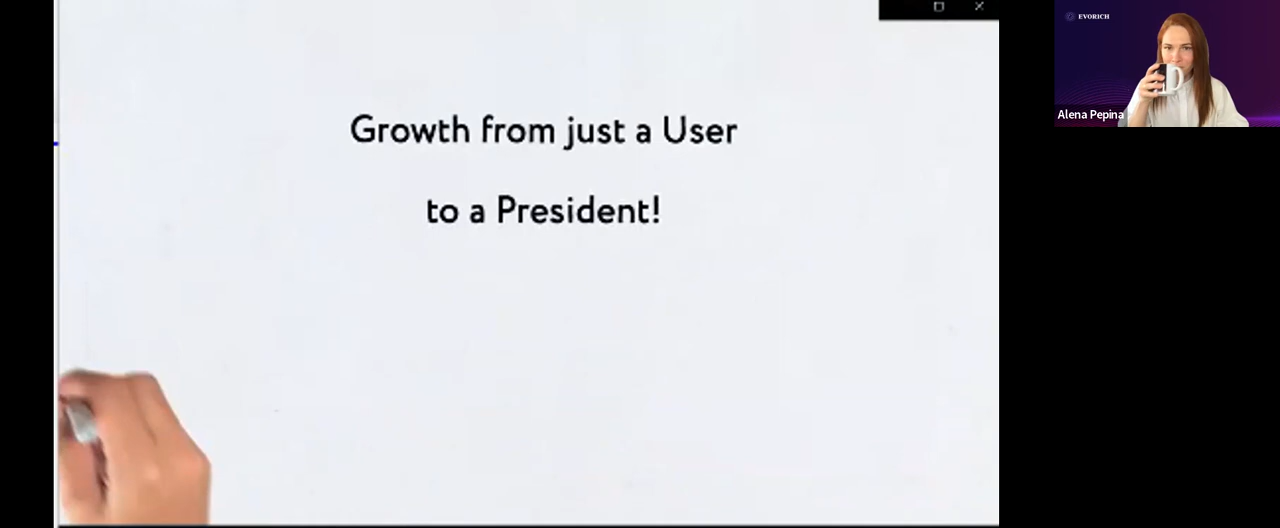 Growth from just a User
to a President!
EVORICH
Alena Pepina